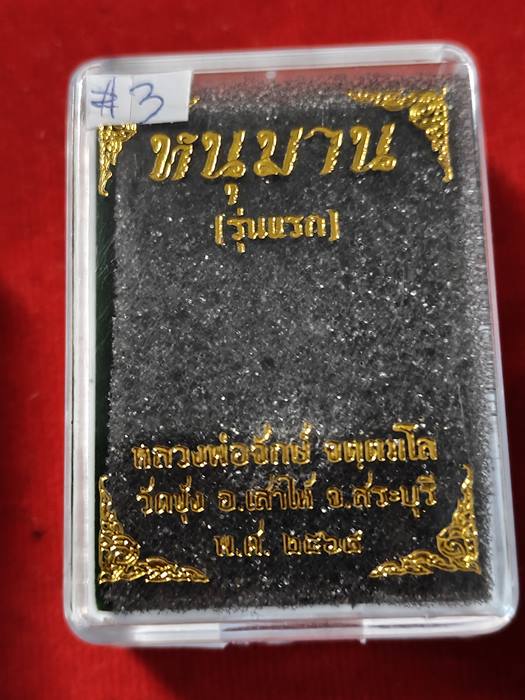 #3
หนุมาน
(รุ่นแรก)
หลวงพ่อจักษ์ จตฺตมโล
วัดชุ้ง อ.เสาไห้ จ.สระบุรี
พ.ศ. ๒๕๖๕